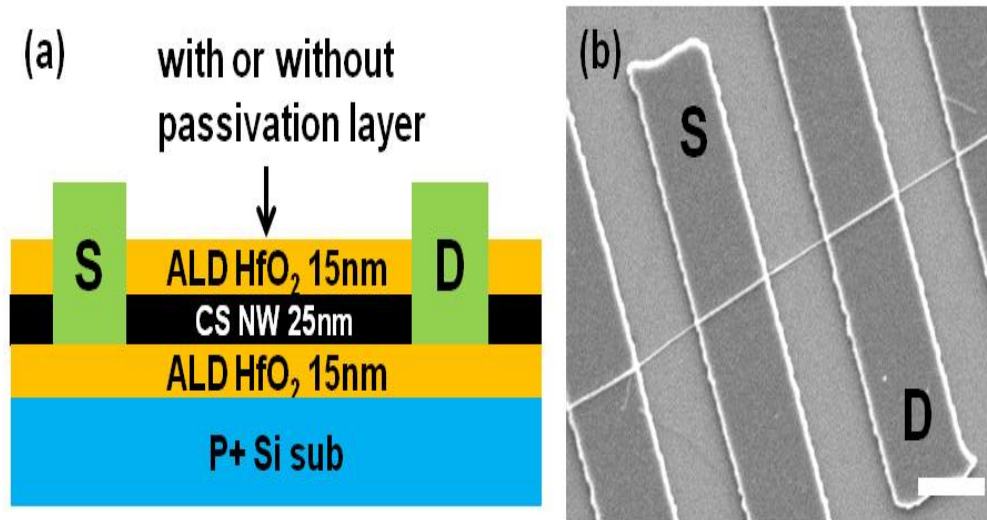 (a)
with or without
passivation layer
S
D
ALD HfO₂ 15nm
CS NW 25nm
ALD HfO₂ 15nm
P+ Si sub
(b)
S
D